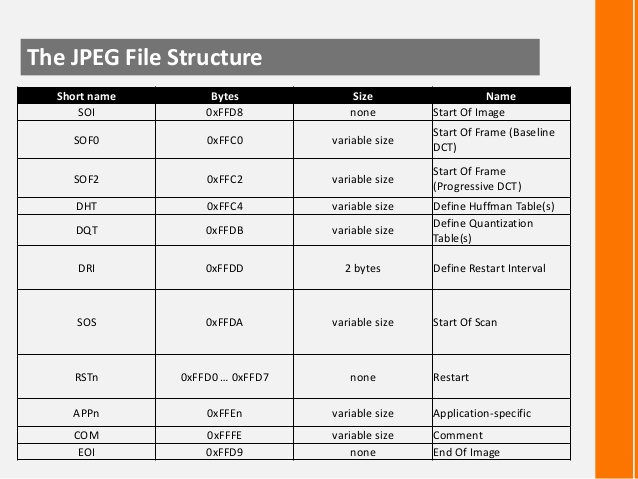 The JPEG File Structure
Short name Bytes Size Name
SOI 0xFFD8 none Start Of Image
SOF0 0xFFC0 variable size Start Of Frame (Baseline
DCT)
SOF2 0xFFC2 variable size Start Of Frame
(Progressive DCT)
DHT 0xFFC4 variable size Define Huffman Table(s)
DQT 0xFFDB variable size Define Quantization
Table(s)
DRI 0xFFDD 2 bytes Define Restart Interval
SOS 0xFFDA variable size Start Of Scan
RSTn 0xFFD0 … 0xFFD7 none Restart
APPn 0xFFEn variable size Application-specific
COM 0xFFFE variable size Comment
EOI 0xFFD9 none End Of Image